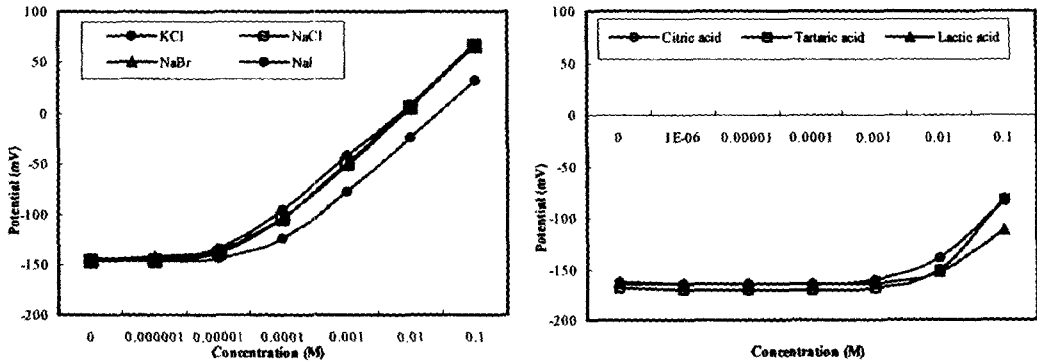 100
50
0
-50
-100
-150
-200
Potential (mV)
KCl
NaCl
NaBr
NaI
0 0.000001 0.00001 0.0001 0.001 0.01 0.1
Concentration (M)
100
50
0
-50
-100
-150
-200
Potential (mV)
Citric acid Tartaric acid Lactic acid
0 1E-06 0.00001 0.0001 0.001 0.01 0.1
Concentration (M)